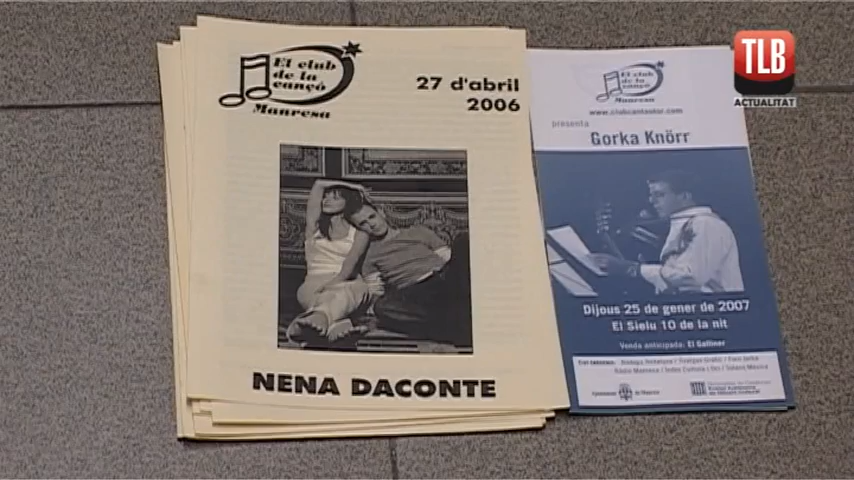 El club
de la
cançó
Manresa
27 d'abril
2006
NENA DACONTE
El club
de la
cançó
Manresa
www.clubcantautor.com
presenta
Gorka Knörr
Dijous 25 de gener de 2007
El Sielu 10 de la nit
Venda anticipada: El Galliner
TLB
ACTUALITAT